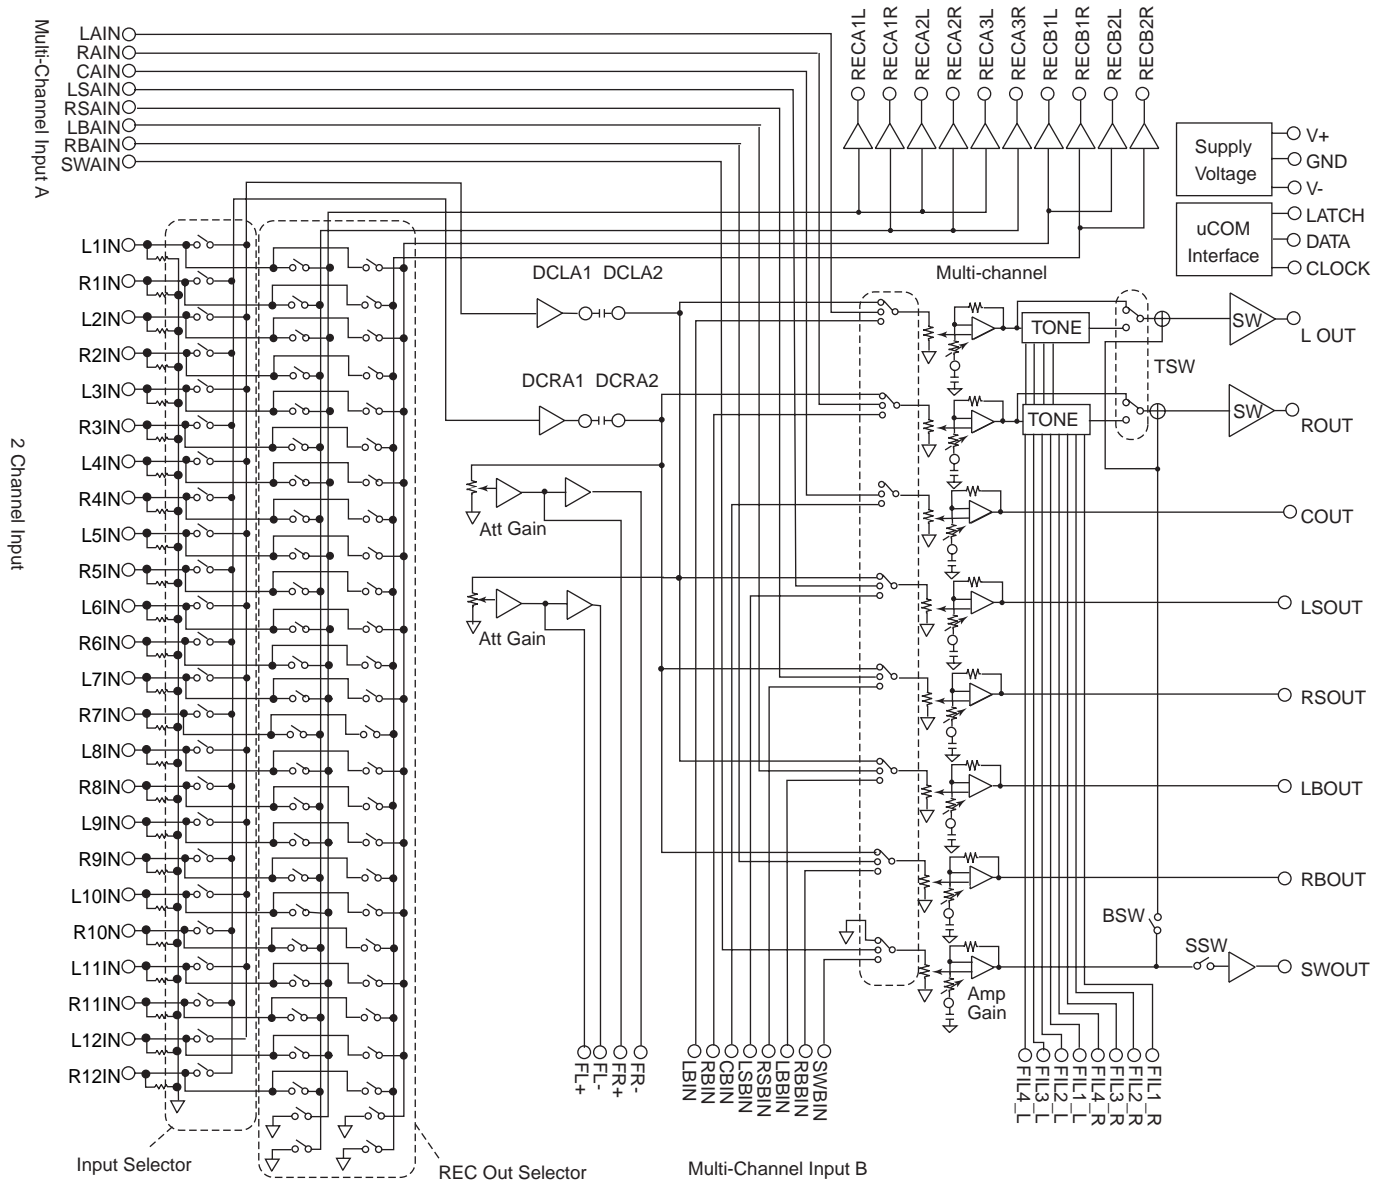 Multi-Channel Input A
LAIN
RAIN
CAIN
LSAIN
RSAIN
LBAIN
RBAIN
SWAIN
RECA1L
RECA1R
RECA2L
RECA2R
RECA3L
RECA3R
RECB1L
RECB1R
RECB2L
RECB2R
Supply
Voltage
V+
GND
V-
uCOM
Interface
LATCH
DATA
CLOCK
2 Channel Input
L1IN
R1IN
L2IN
R2IN
L3IN
R3IN
L4IN
R4IN
L5IN
R5IN
L6IN
R6IN
L7IN
R7IN
L8IN
R8IN
L9IN
R9IN
L10IN
R10N
L11IN
R11IN
L12IN
R12IN
Input Selector
REC Out Selector
DCLA1 DCLA2
DCRA1 DCRA2
Att Gain
Att Gain
Multi-channel
TONE
TONE
TSW
SW
SW
L OUT
ROUT
COUT
LSOUT
RSOUT
LBOUT
RBOUT
BSW
SSW
SWOUT
Amp
Gain
FL+
FL-
FR+
FR-
LBIN
RBIN
CBIN
LSBIN
RSBIN
LBBIN
RBBIN
SWBIN
FIL4_L
FIL3_L
FIL2_L
FIL1_L
FIL4_R
FIL3_R
FIL2_R
FIL1_R
Multi-Channel Input B